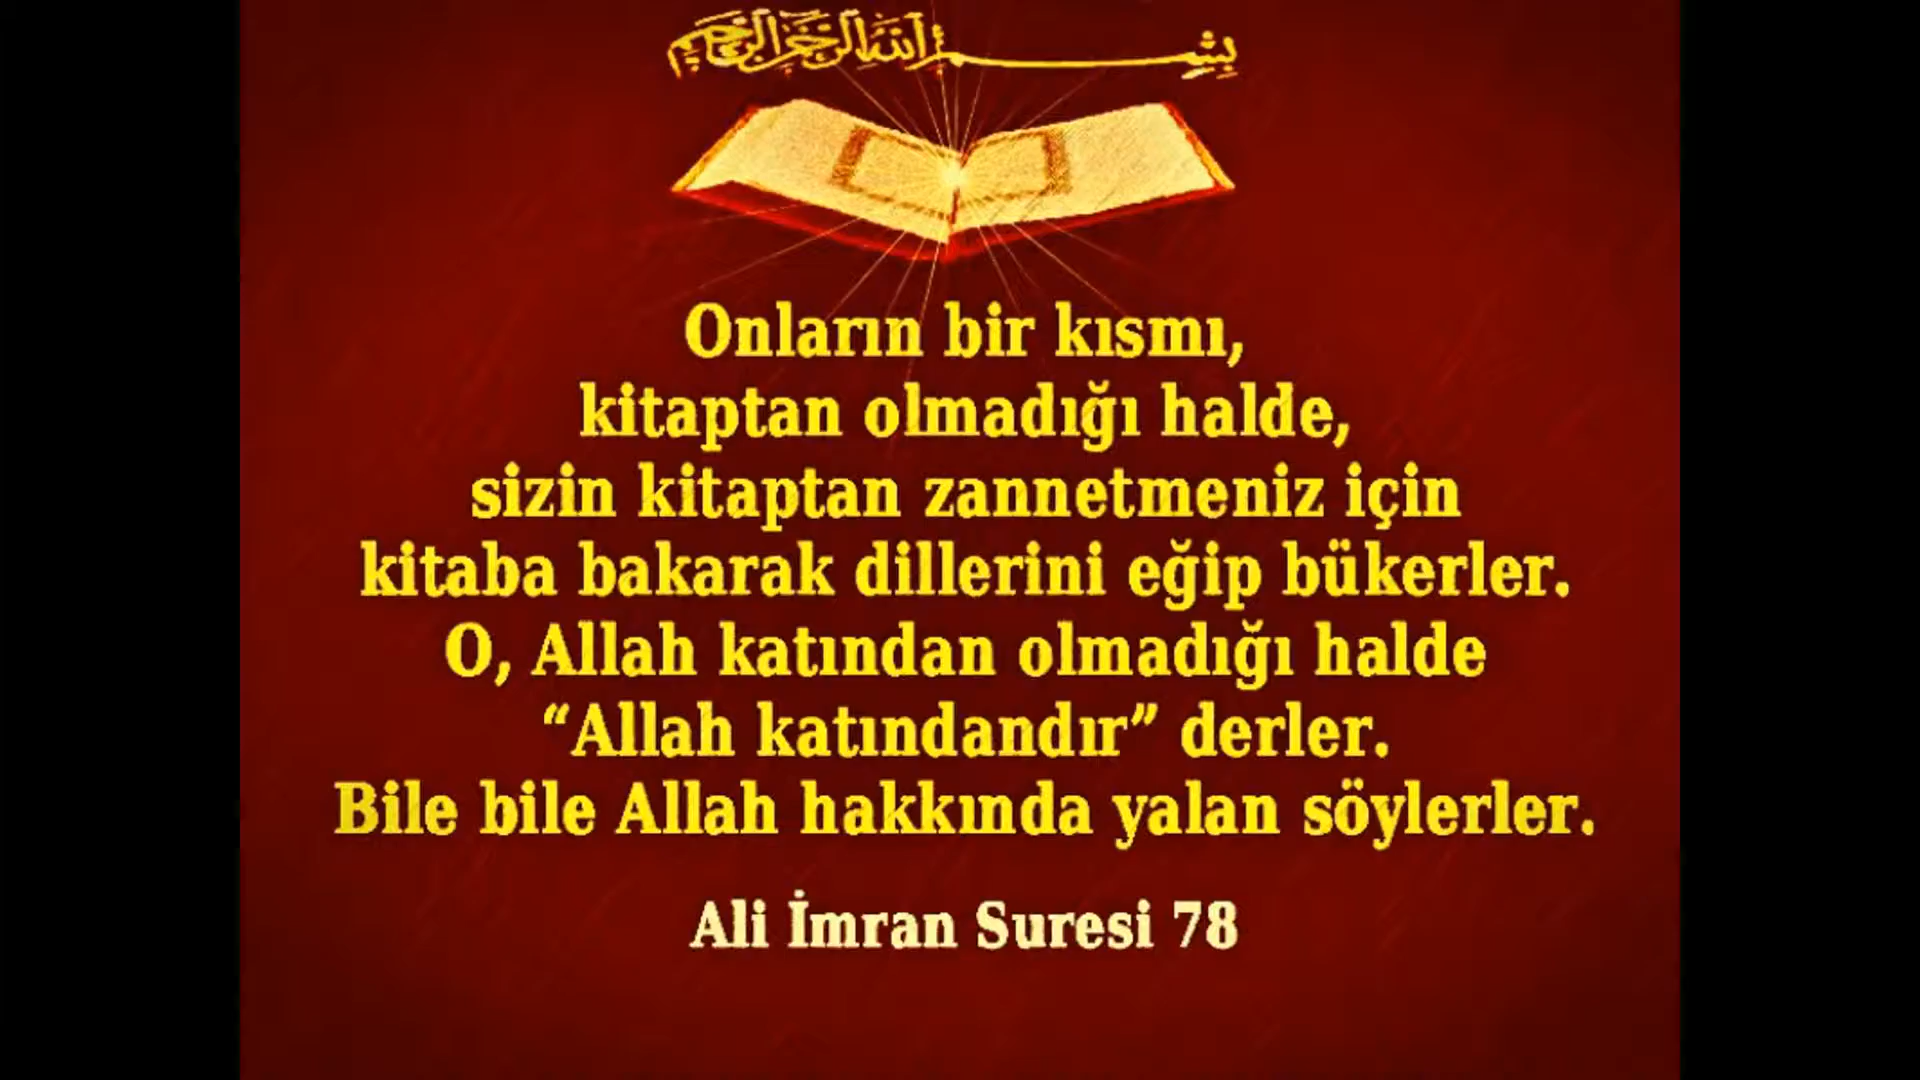 بسم الله الرحمن الرحيم
Onların bir kısmı,
kitaptan olmadığı halde,
sizin kitaptan zannetmeniz için
kitaba bakarak dillerini eğip bükerler.
O, Allah katından olmadığı halde
“Allah katındandır” derler.
Bile bile Allah hakkında yalan söylerler.
Ali İmran Suresi 78